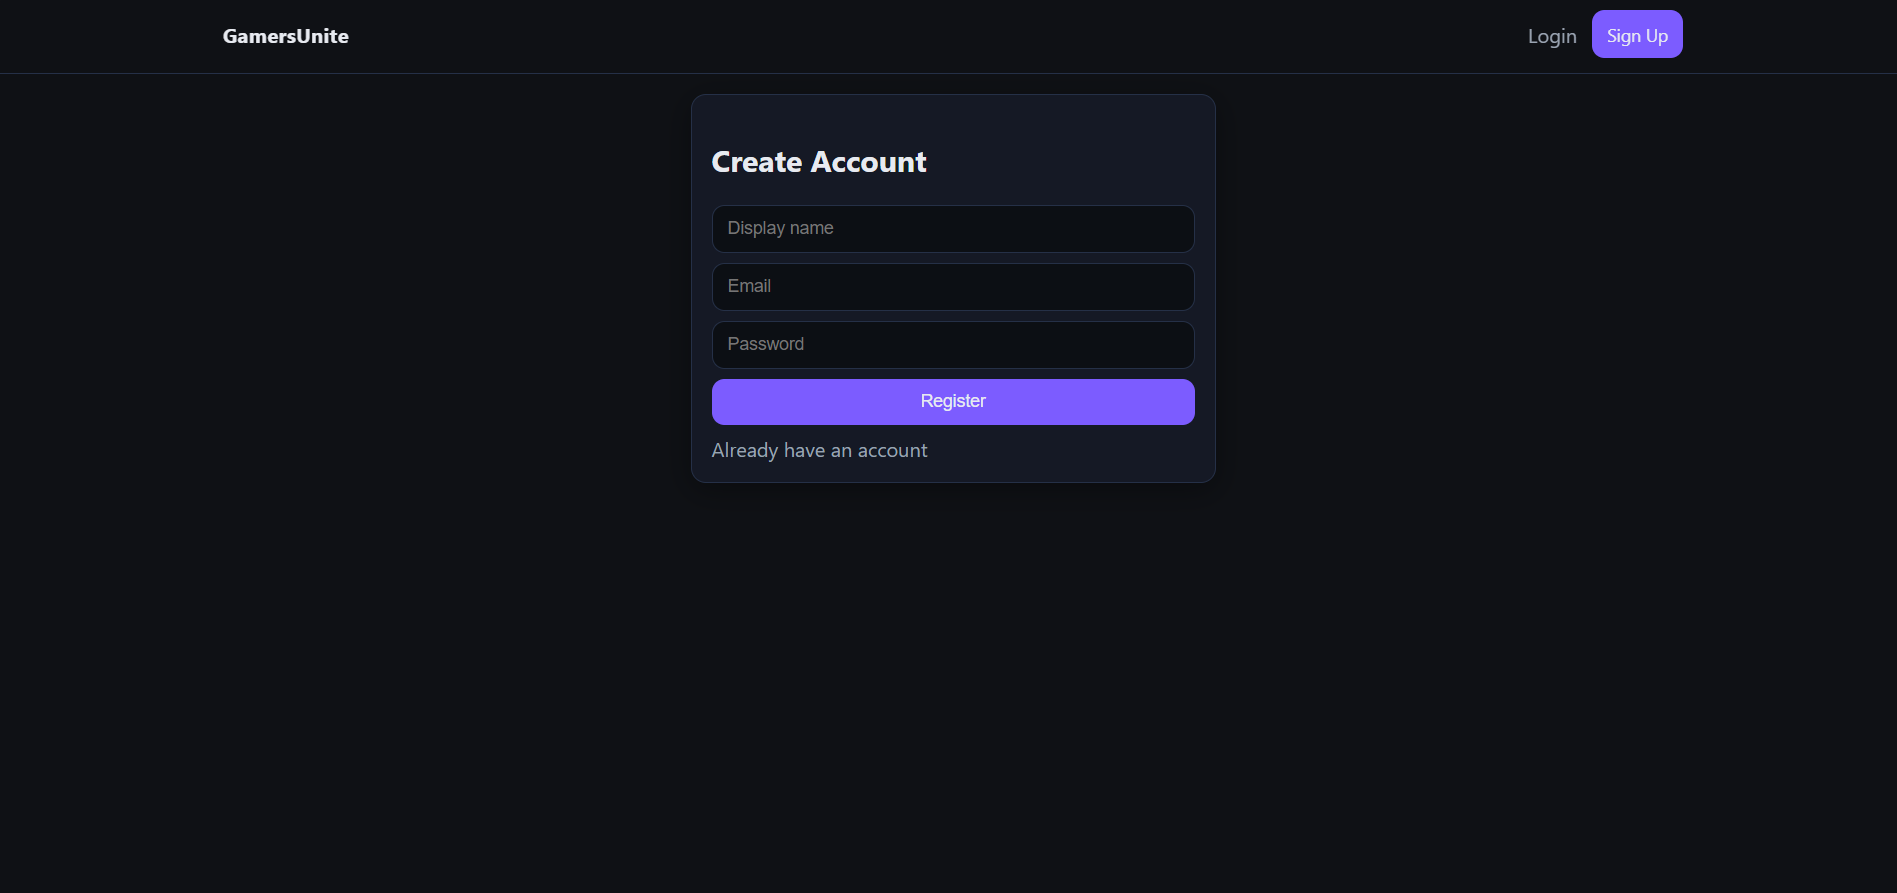 GamersUnite
Login
Sign Up
Create Account
Display name
Email
Password
Register
Already have an account